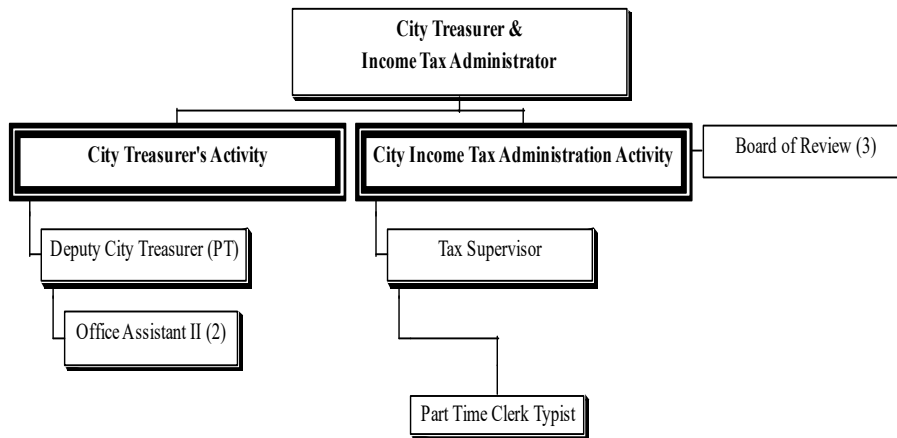 City Treasurer &
Income Tax Administrator
City Treasurer's Activity
City Income Tax Administration Activity
Board of Review (3)
Deputy City Treasurer (PT)
Tax Supervisor
Office Assistant II (2)
Part Time Clerk Typist